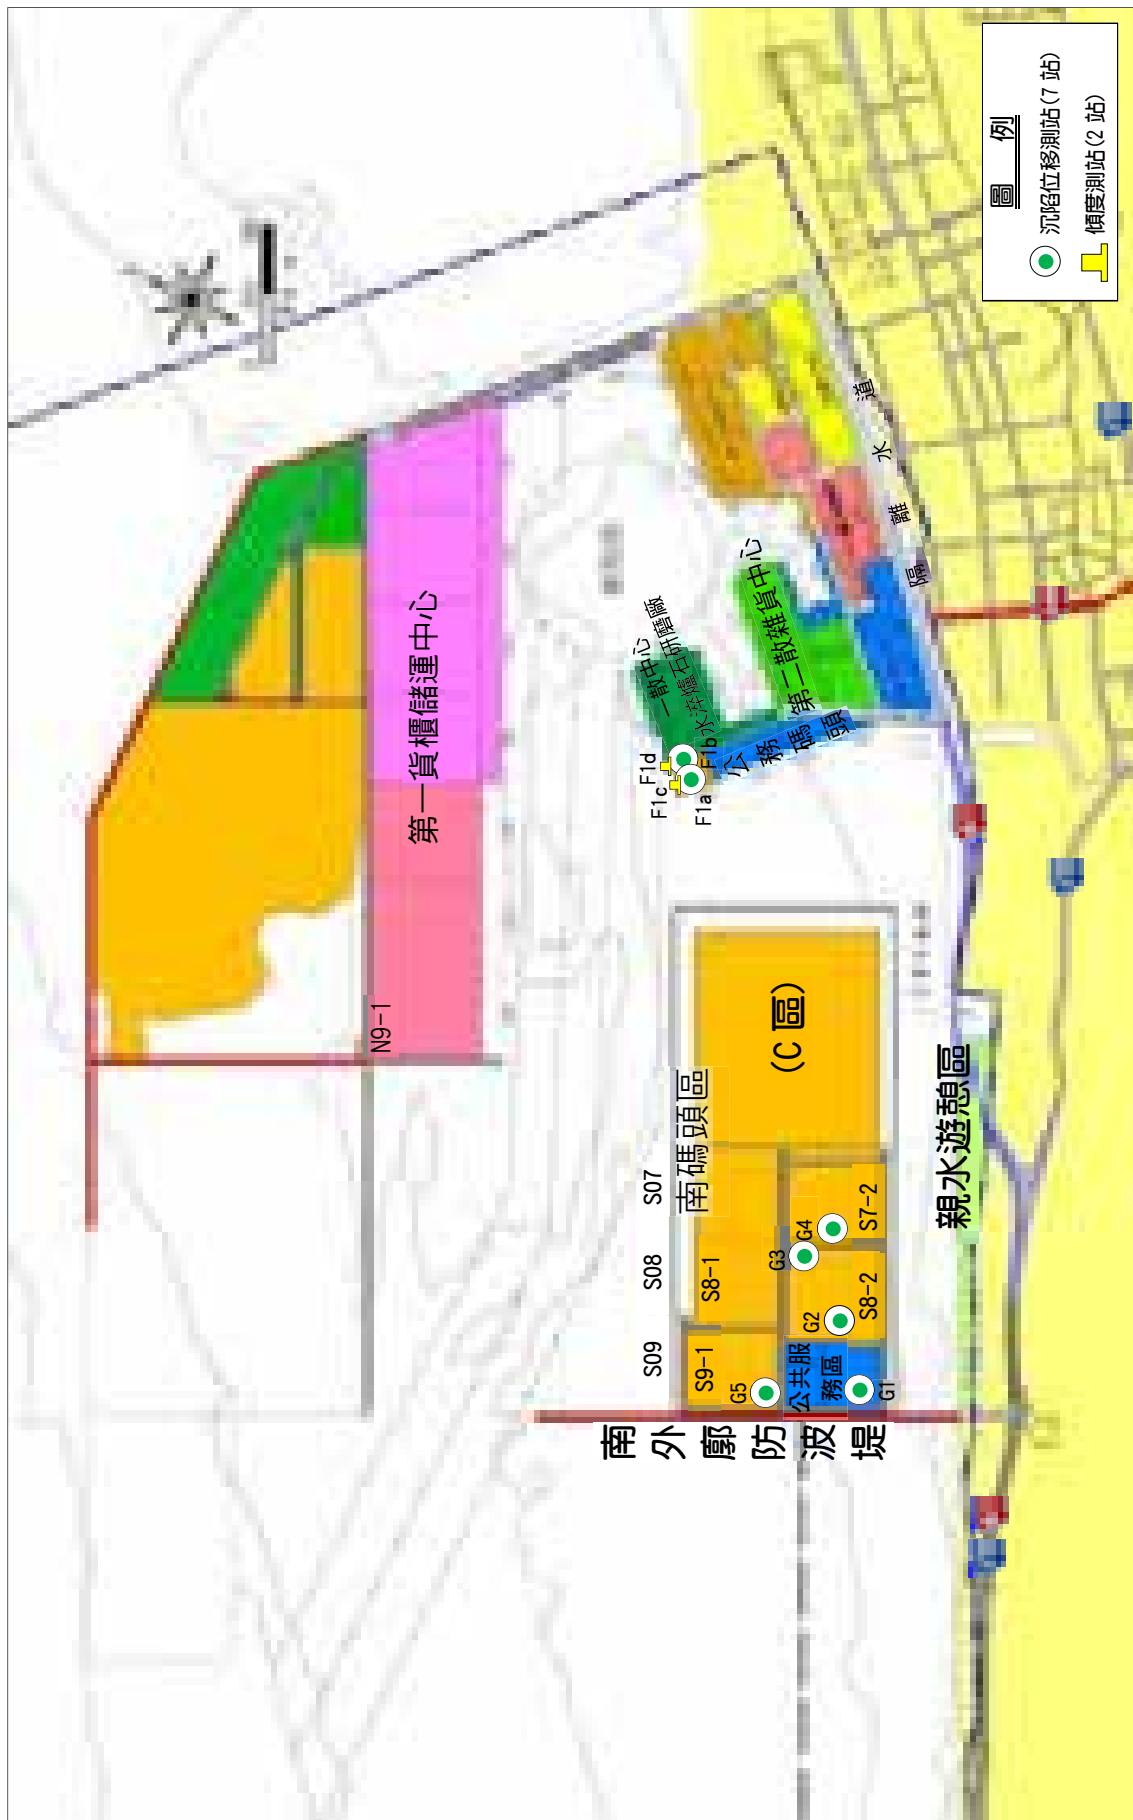 圖 例
沉陷位移測站(7 站)
傾度測站(2 站)
第一貨櫃儲運中心
N9-1
一散中心
水淬爐石研磨廠
第二散雜貨中心
公務碼頭
隔離水道
F1d
F1c
F1b
F1a
南碼頭區
(C 區)
S07
S08
S09
S8-1
S9-1
S7-2
S8-2
G4
G3
G2
G5
G1
公共服
務區
親水遊憩區
南外廓防波堤